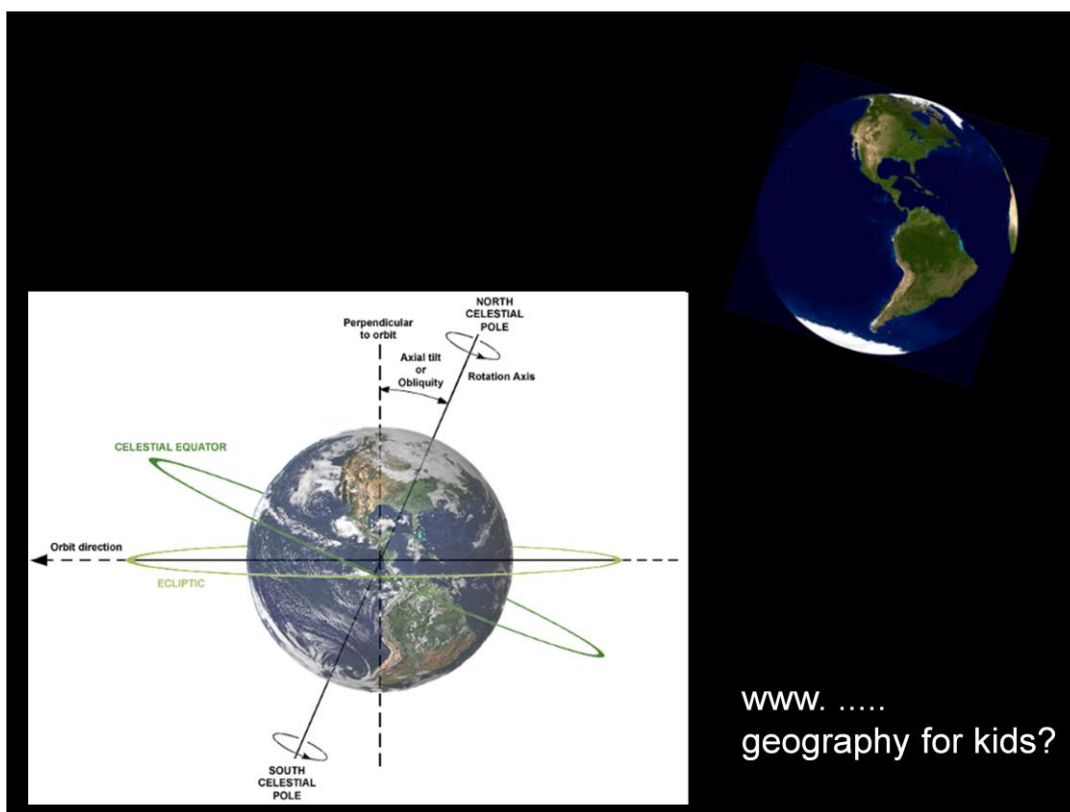 NORTH
CELESTIAL
POLE
Perpendicular
to orbit
Axial tilt
or
Obliquity
Rotation Axis
CELESTIAL EQUATOR
Orbit direction
ECLIPTIC
SOUTH
CELESTIAL
POLE
www. .....
geography for kids?